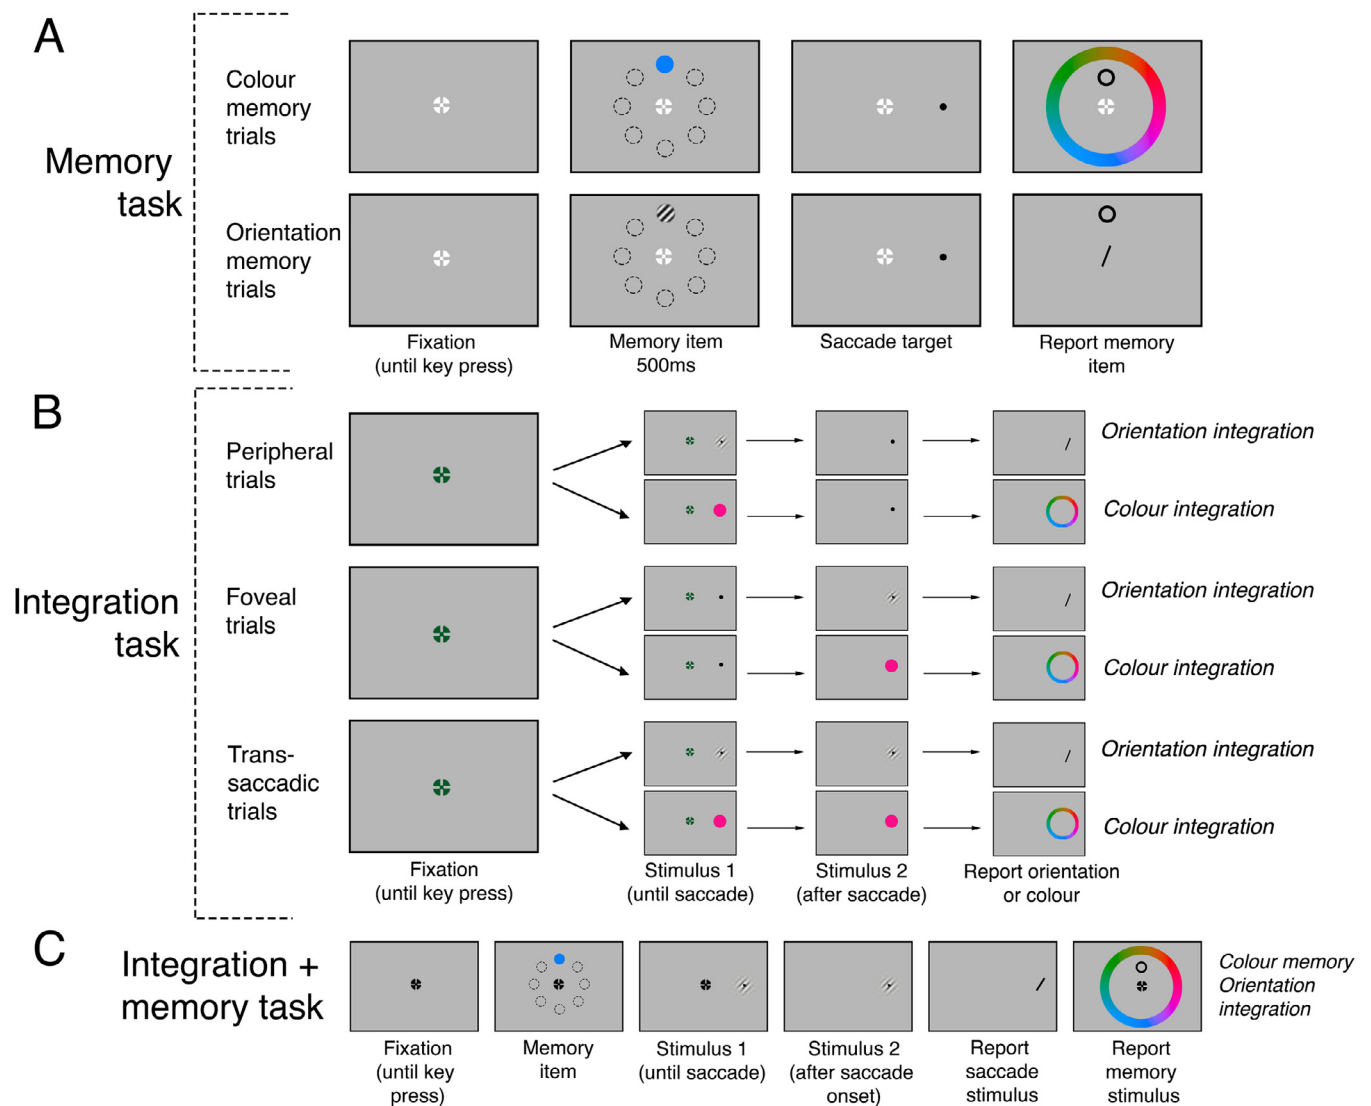 A
Memory
task
Colour
memory
trials
Orientation
memory
trials
Fixation
(until key press)
Memory item
500ms
Saccade target
Report memory
item
B
Integration
task
Peripheral
trials
Orientation integration
Colour integration
Foveal
trials
Orientation integration
Colour integration
Trans-
saccadic
trials
Orientation integration
Colour integration
Fixation
(until key press)
Stimulus 1
(until saccade)
Stimulus 2
(after saccade)
Report orientation
or colour
C
Integration +
memory task
Colour memory
Orientation
integration
Fixation
(until key
press)
Memory
item
Stimulus 1
(until saccade)
Stimulus 2
(after saccade
onset)
Report
saccade
stimulus
Report
memory
stimulus